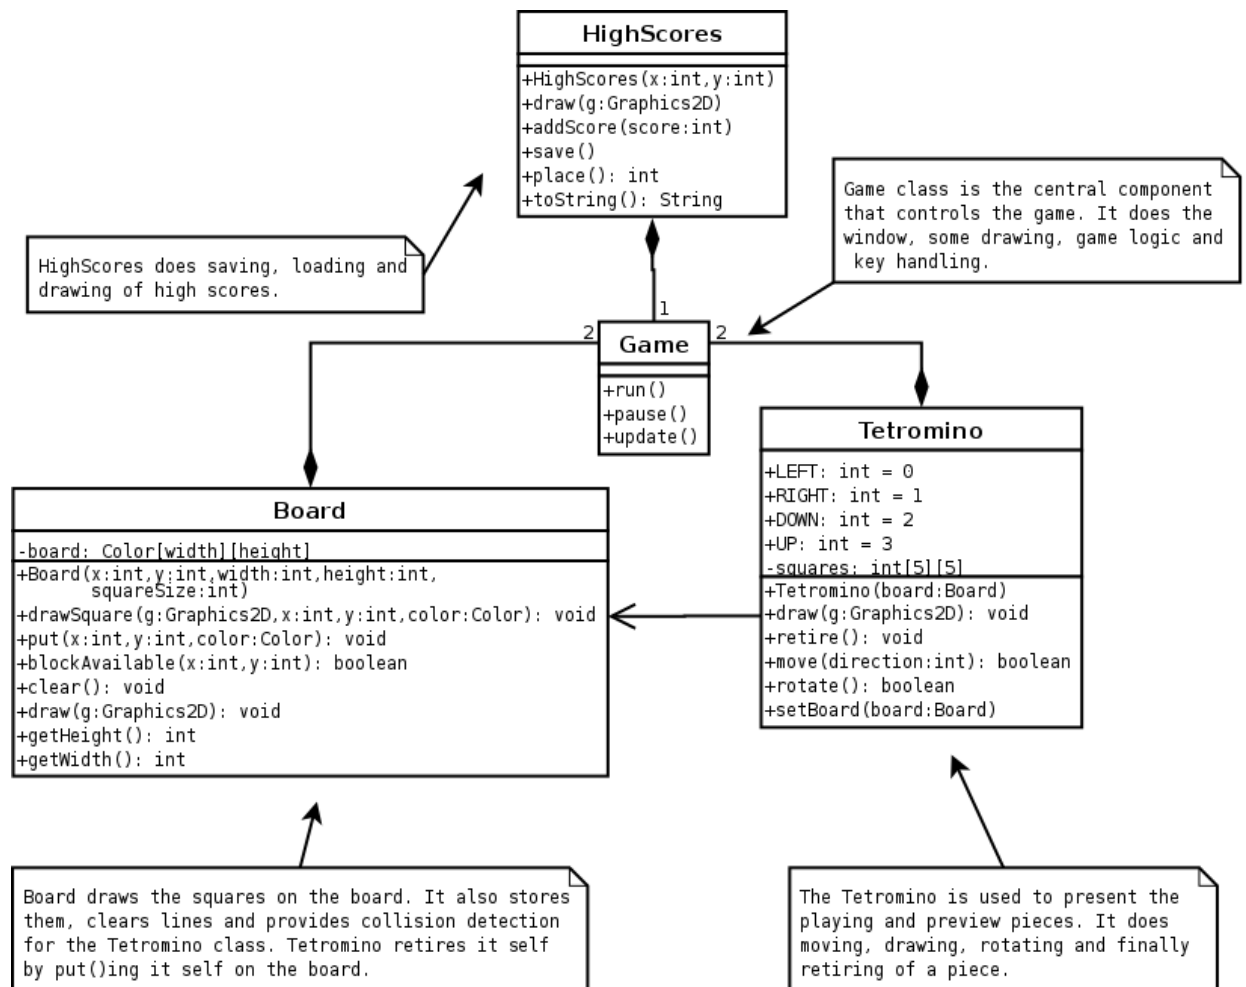 HighScores
+HighScores(x:int,y:int)
+draw(g:Graphics2D)
+addScore(score:int)
+save()
+place(): int
+toString(): String
Game class is the central component
that controls the game. It does the
window, some drawing, game logic and
key handling.
HighScores does saving, loading and
drawing of high scores.
1
2
2
Game
+run()
+pause()
+update()
Tetromino
+LEFT: int = 0
+RIGHT: int = 1
+DOWN: int = 2
+UP: int = 3
-squares: int[5][5]
+Tetromino(board:Board)
+draw(g:Graphics2D): void
+retire(): void
+move(direction:int): boolean
+rotate(): boolean
+setBoard(board:Board)
Board
-board: Color[width][height]
+Board(x:int,y:int,width:int,height:int,
squareSize:int)
+drawSquare(g:Graphics2D,x:int,y:int,color:Color): void
+put(x:int,y:int,color:Color): void
+blockAvailable(x:int,y:int): boolean
+clear(): void
+draw(g:Graphics2D): void
+getHeight(): int
+getWidth(): int
Board draws the squares on the board. It also stores
them, clears lines and provides collision detection
for the Tetromino class. Tetromino retires it self
by put()ing it self on the board.
The Tetromino is used to present the
playing and preview pieces. It does
moving, drawing, rotating and finally
retiring of a piece.